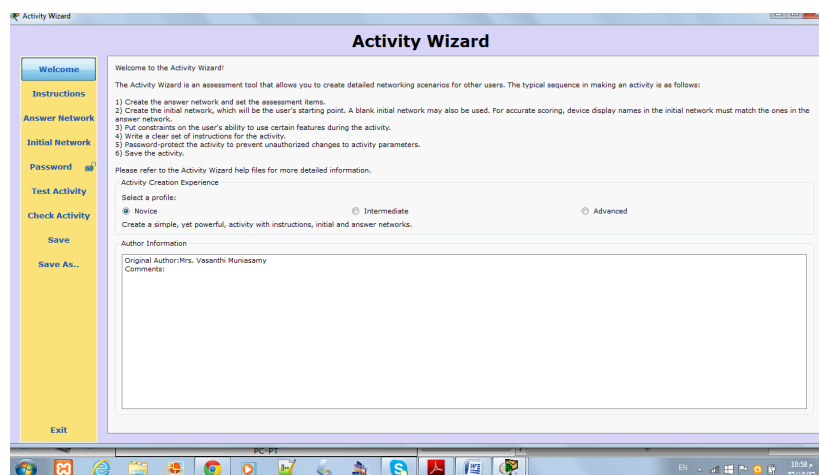 Activity Wizard
Activity Wizard
Welcome
Instructions
Answer Network
Initial Network
Password
Test Activity
Check Activity
Save
Save As..
Exit
Welcome to the Activity Wizard!
The Activity Wizard is an assessment tool that allows you to create detailed networking scenarios for other users. The typical sequence in making an activity is as follows:
1) Create the answer network and set the assessment items.
2) Create the initial network, which will be the user's starting point. A blank initial network may also be used. For accurate scoring, device display names in the initial network must match the ones in the
answer network.
3) Put constraints on the user's ability to use certain features during the activity.
4) Write a clear set of instructions for the activity.
5) Password-protect the activity to prevent unauthorized changes to activity parameters.
6) Save the activity.
Please refer to the Activity Wizard help files for more detailed information.
Activity Creation Experience
Select a profile:
Novice
Intermediate
Advanced
Create a simple, yet powerful, activity with instructions, initial and answer networks.
Author Information
Original Author:Mrs. Vasanthi Muniasamy
Comments:
PC-PT
EN
10:58 م